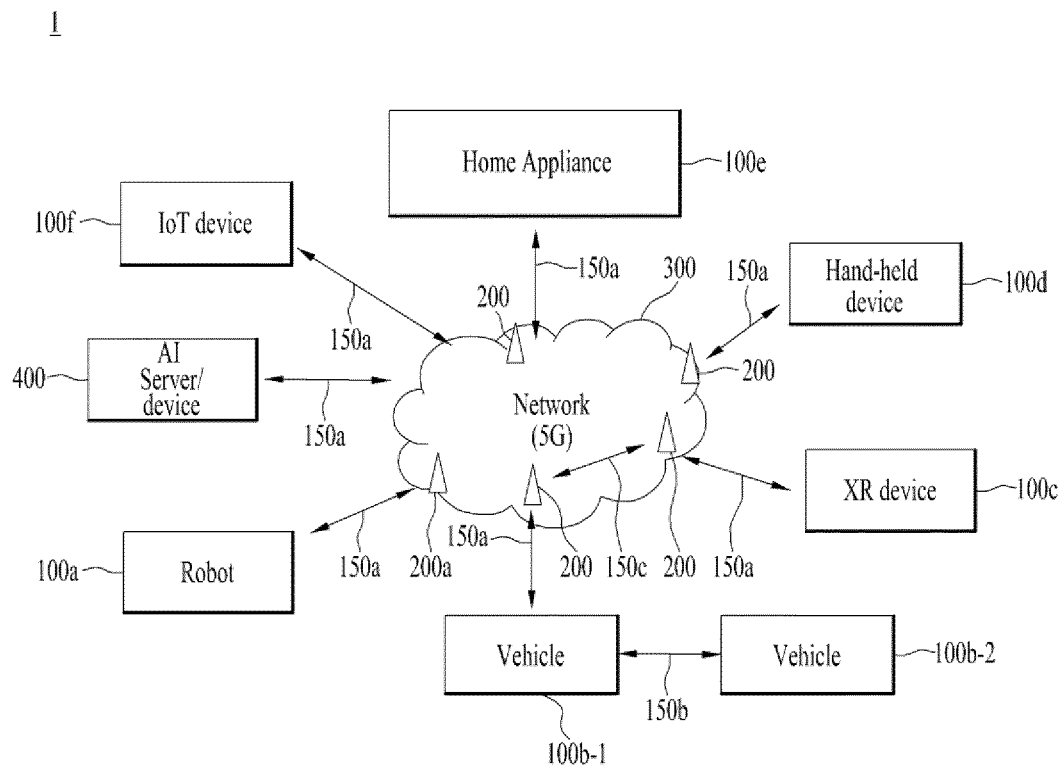 1
Home Appliance
100e
100f
IoT device
150a
300
150a
Hand-held
device
100d
200
150a
400
AI
Server/
device
150a
200
Network
(5G)
XR device
100c
100a
Robot
150a
200a
150a
200
150c
200
150a
Vehicle
150b
Vehicle
100b-2
100b-1